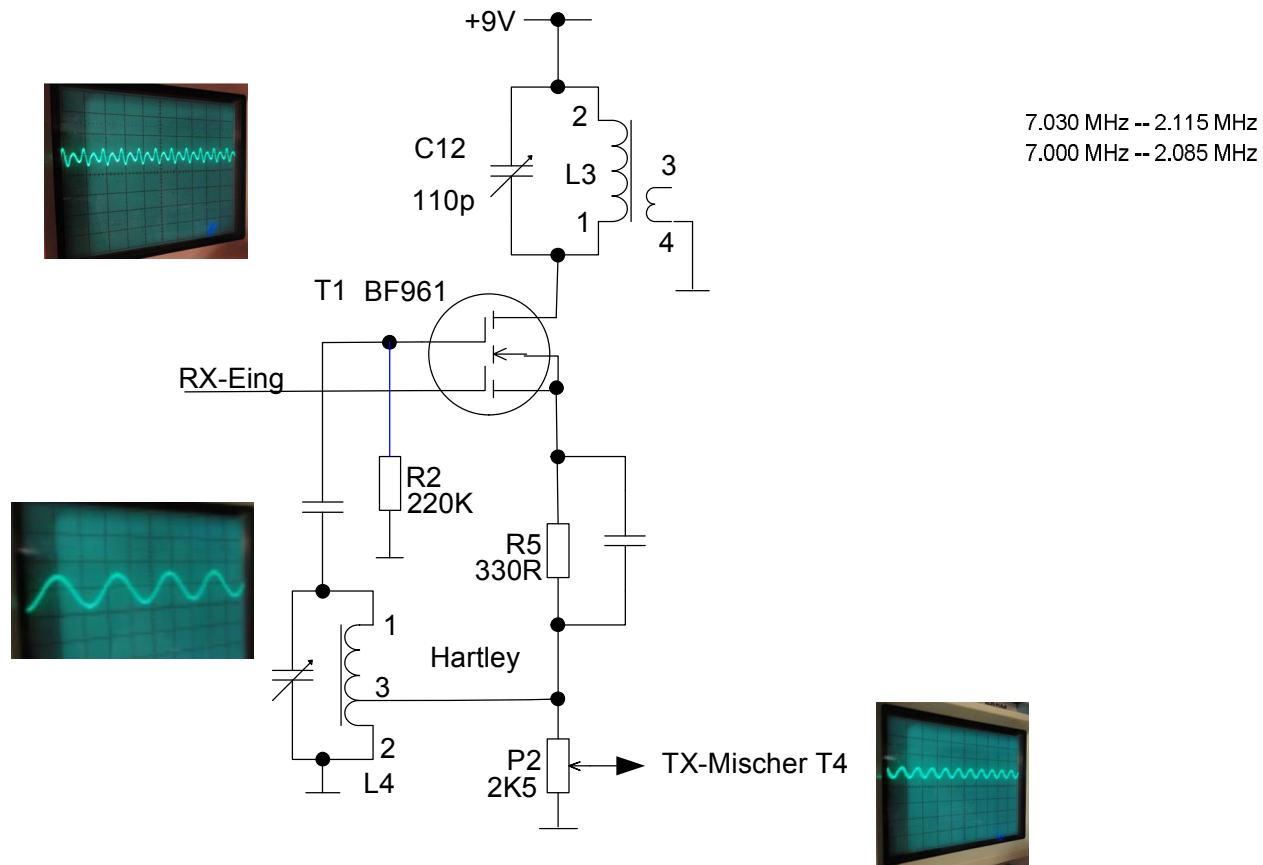 +9V
7.030 MHz -- 2.115 MHz
7.000 MHz -- 2.085 MHz
2
C12
L3
3
110p
1
4
T1 BF961
RX-Eing
R2
220K
R5
330R
1
Hartley
3
2
L4
P2
2K5
TX-Mischer T4